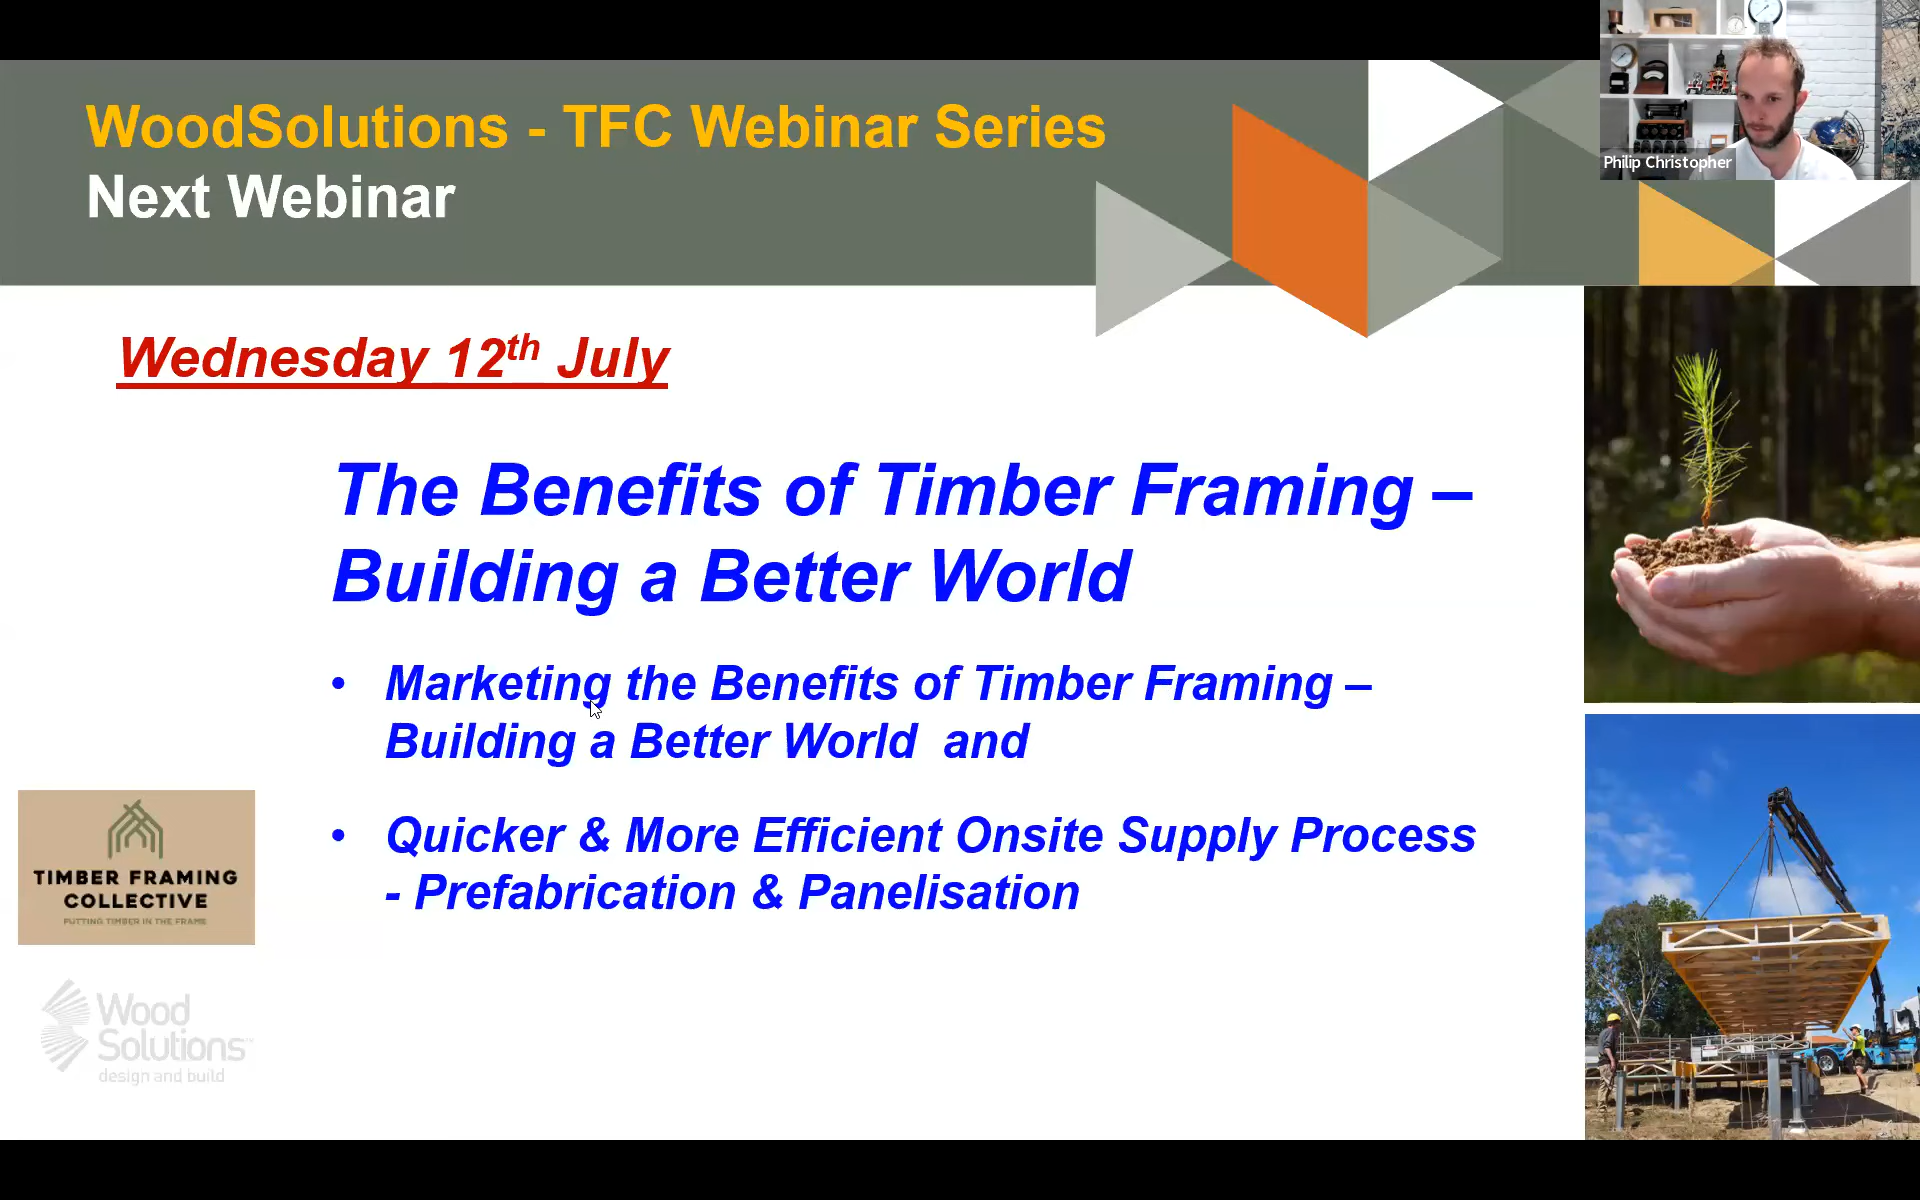 WoodSolutions - TFC Webinar Series
Next Webinar
Philip Christopher
Wednesday 12th July
The Benefits of Timber Framing –
Building a Better World
• Marketing the Benefits of Timber Framing –
Building a Better World and
• Quicker & More Efficient Onsite Supply Process
- Prefabrication & Panelisation
TIMBER FRAMING
COLLECTIVE
PUTTING TIMBER IN THE FRAME
Wood
Solutions™
design and build